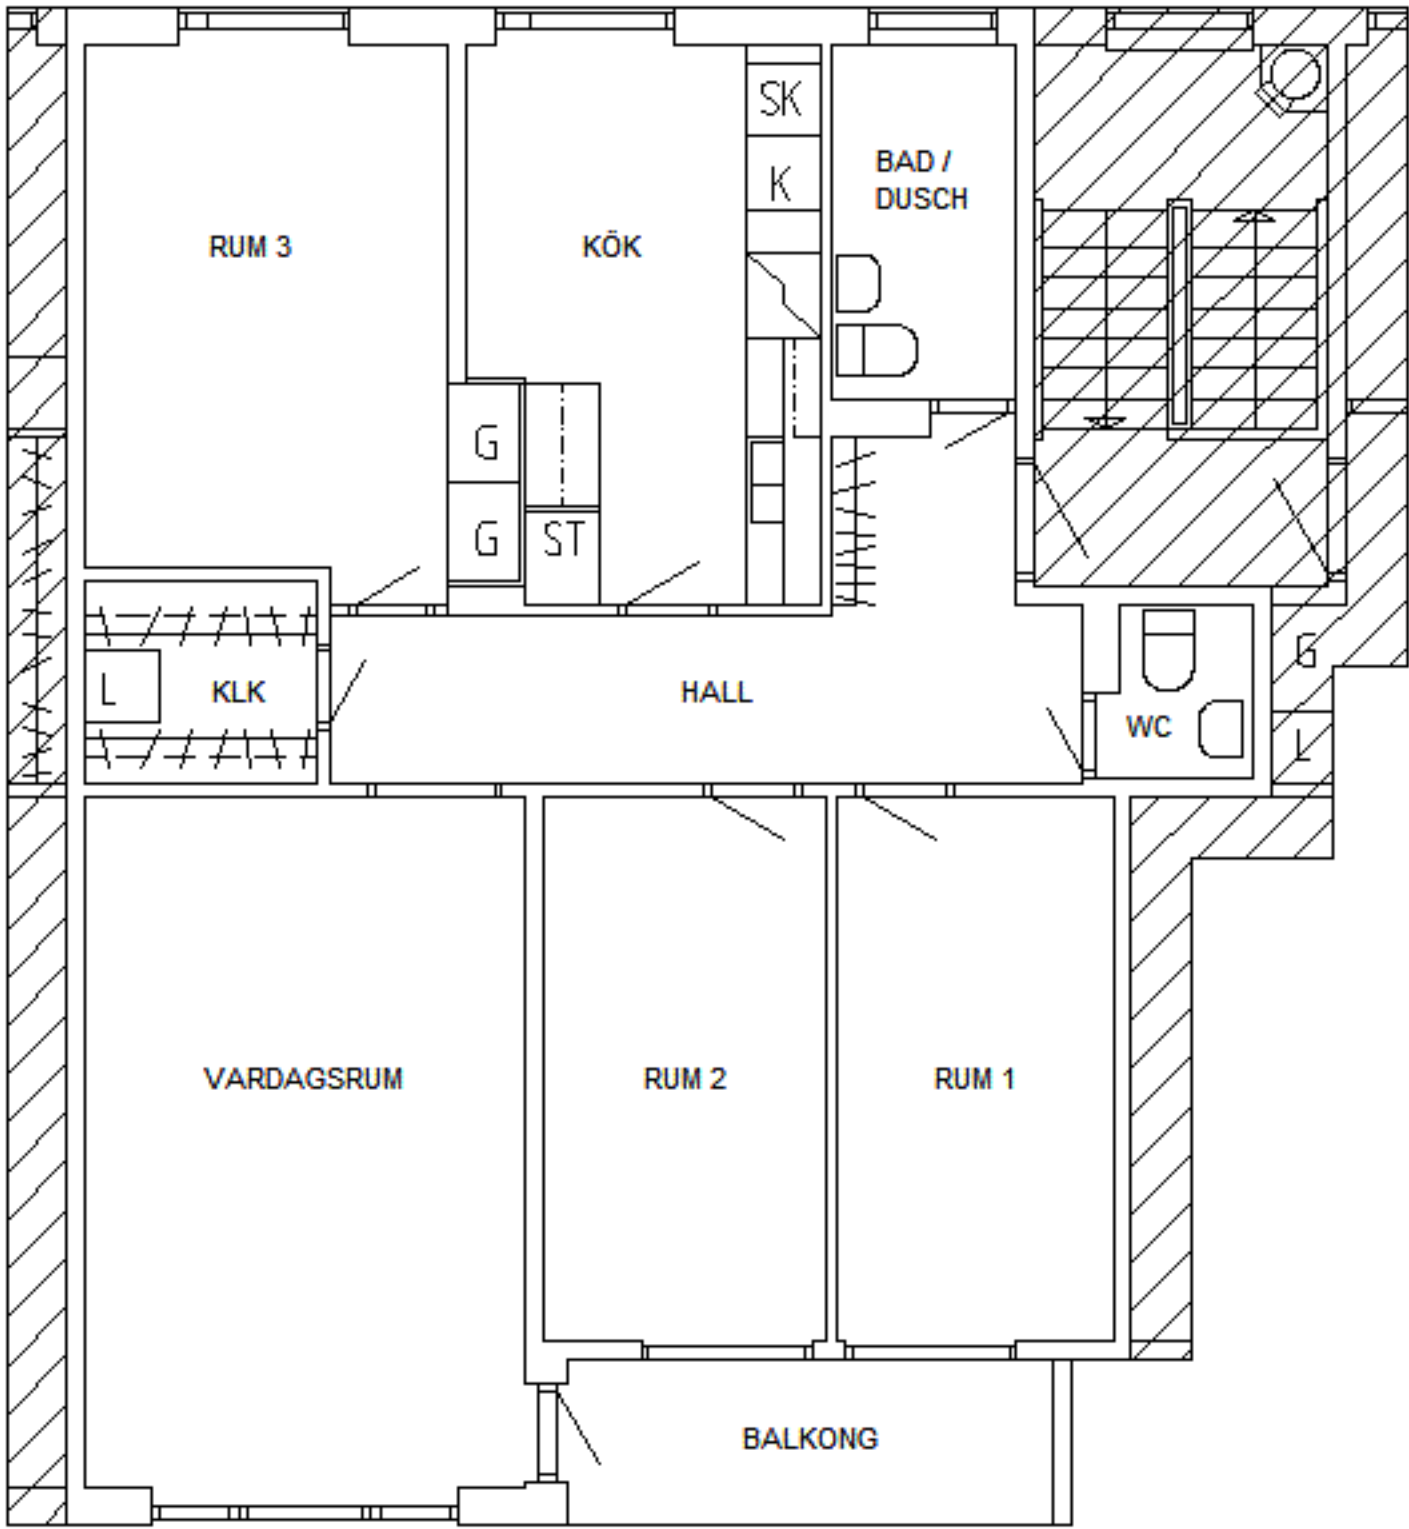 SK
BAD /
DUSCH
K
RUM 3
KÖK
G
G
ST
G
L
KLK
HALL
WC
L
VARDAGSRUM
RUM 2
RUM 1
BALKONG